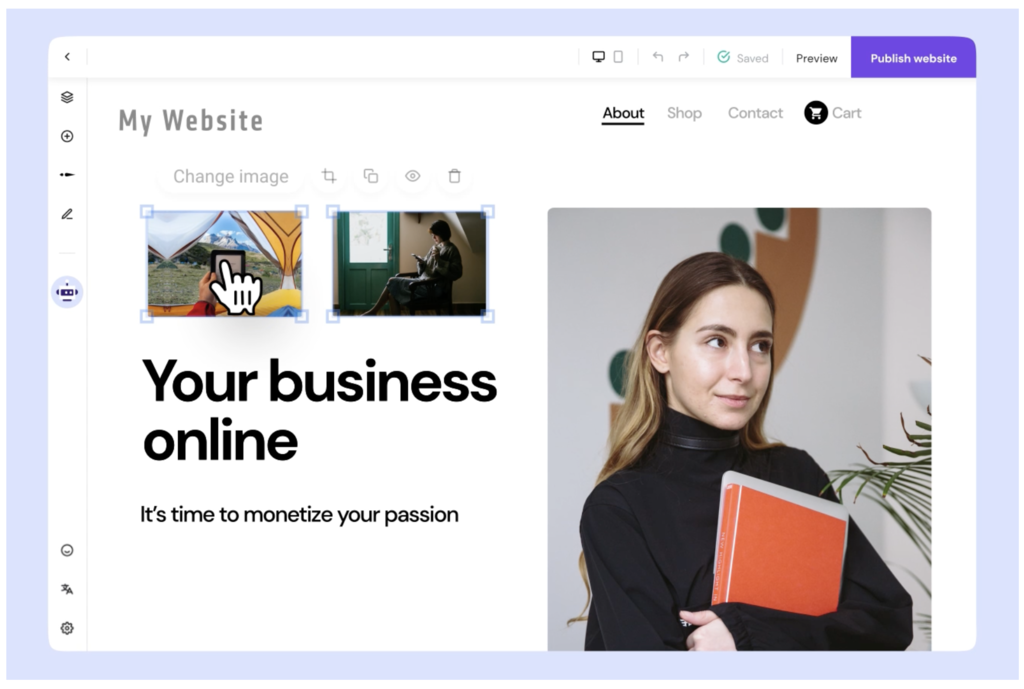 Saved
Preview
Publish website
My Website
About
Shop
Contact
Cart
Change image
Your business
online
It's time to monetize your passion